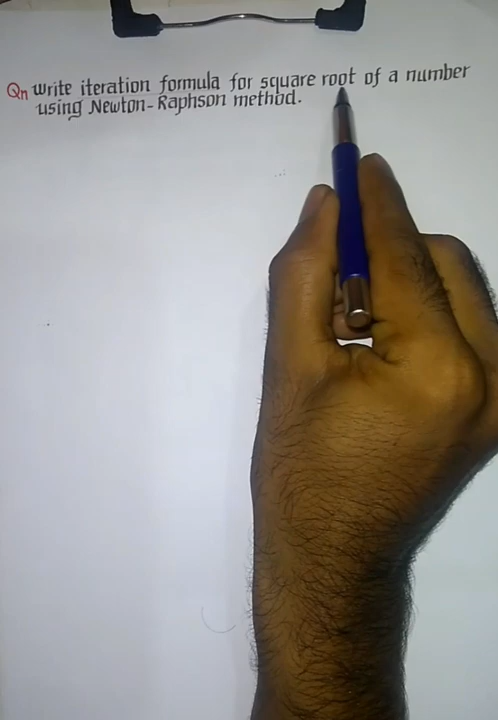 Qn write iteration formula for square root of a number
using Newton-Raphson method.